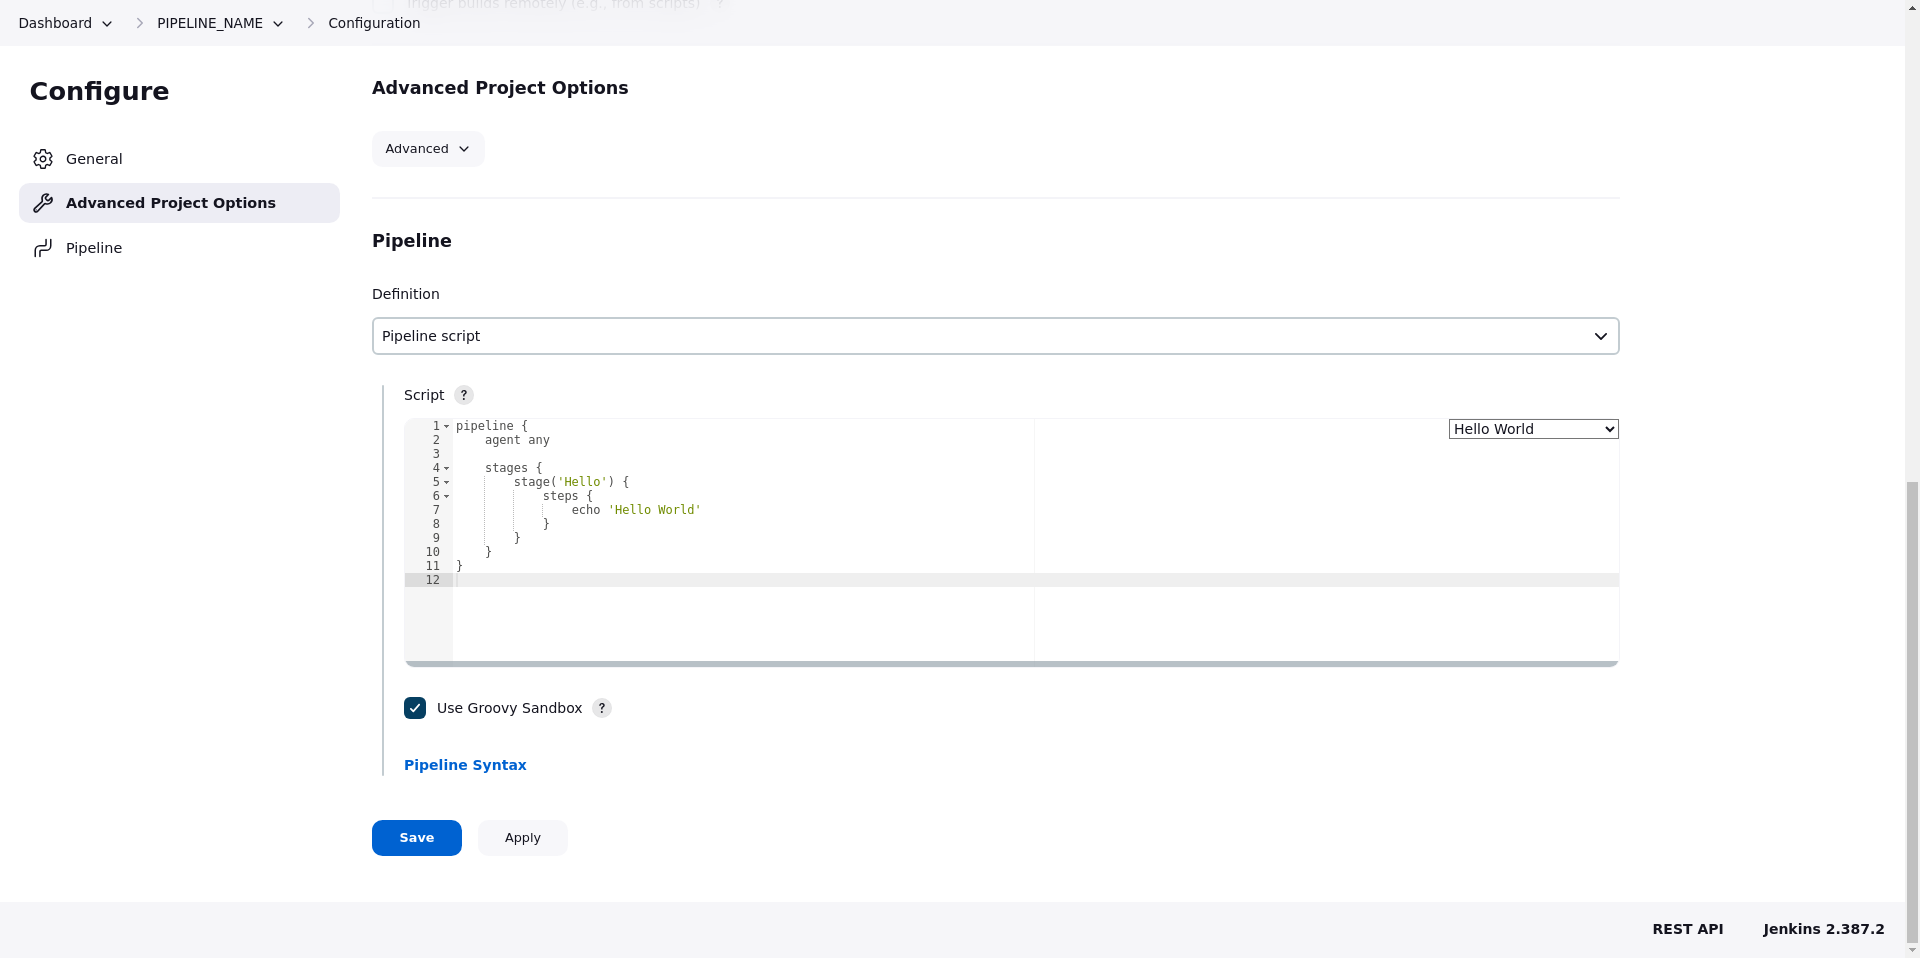 Trigger builds remotely (e.g., from scripts) ?
Dashboard PIPELINE_NAME Configuration
Configure
General
Advanced Project Options
Pipeline
Advanced Project Options
Advanced
Pipeline
Definition
Pipeline script
Script ?
Hello World
1 pipeline {
2 agent any
3
4 stages {
5 stage('Hello') {
6 steps {
7 echo 'Hello World'
8 }
9 }
10 }
11 }
12
Use Groovy Sandbox ?
Pipeline Syntax
Save Apply
REST API Jenkins 2.387.2